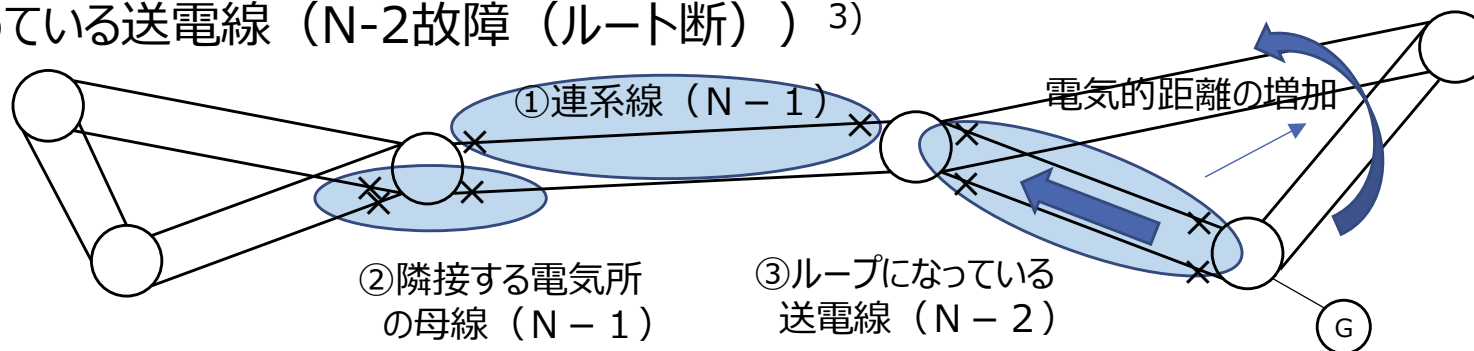 っている送電線（N-2故障（ルート断））3)
①連系線（N－1）
電気的距離の増加
②隣接する電気所
の母線（N－1）
③ループになっている
送電線（N－2）
G